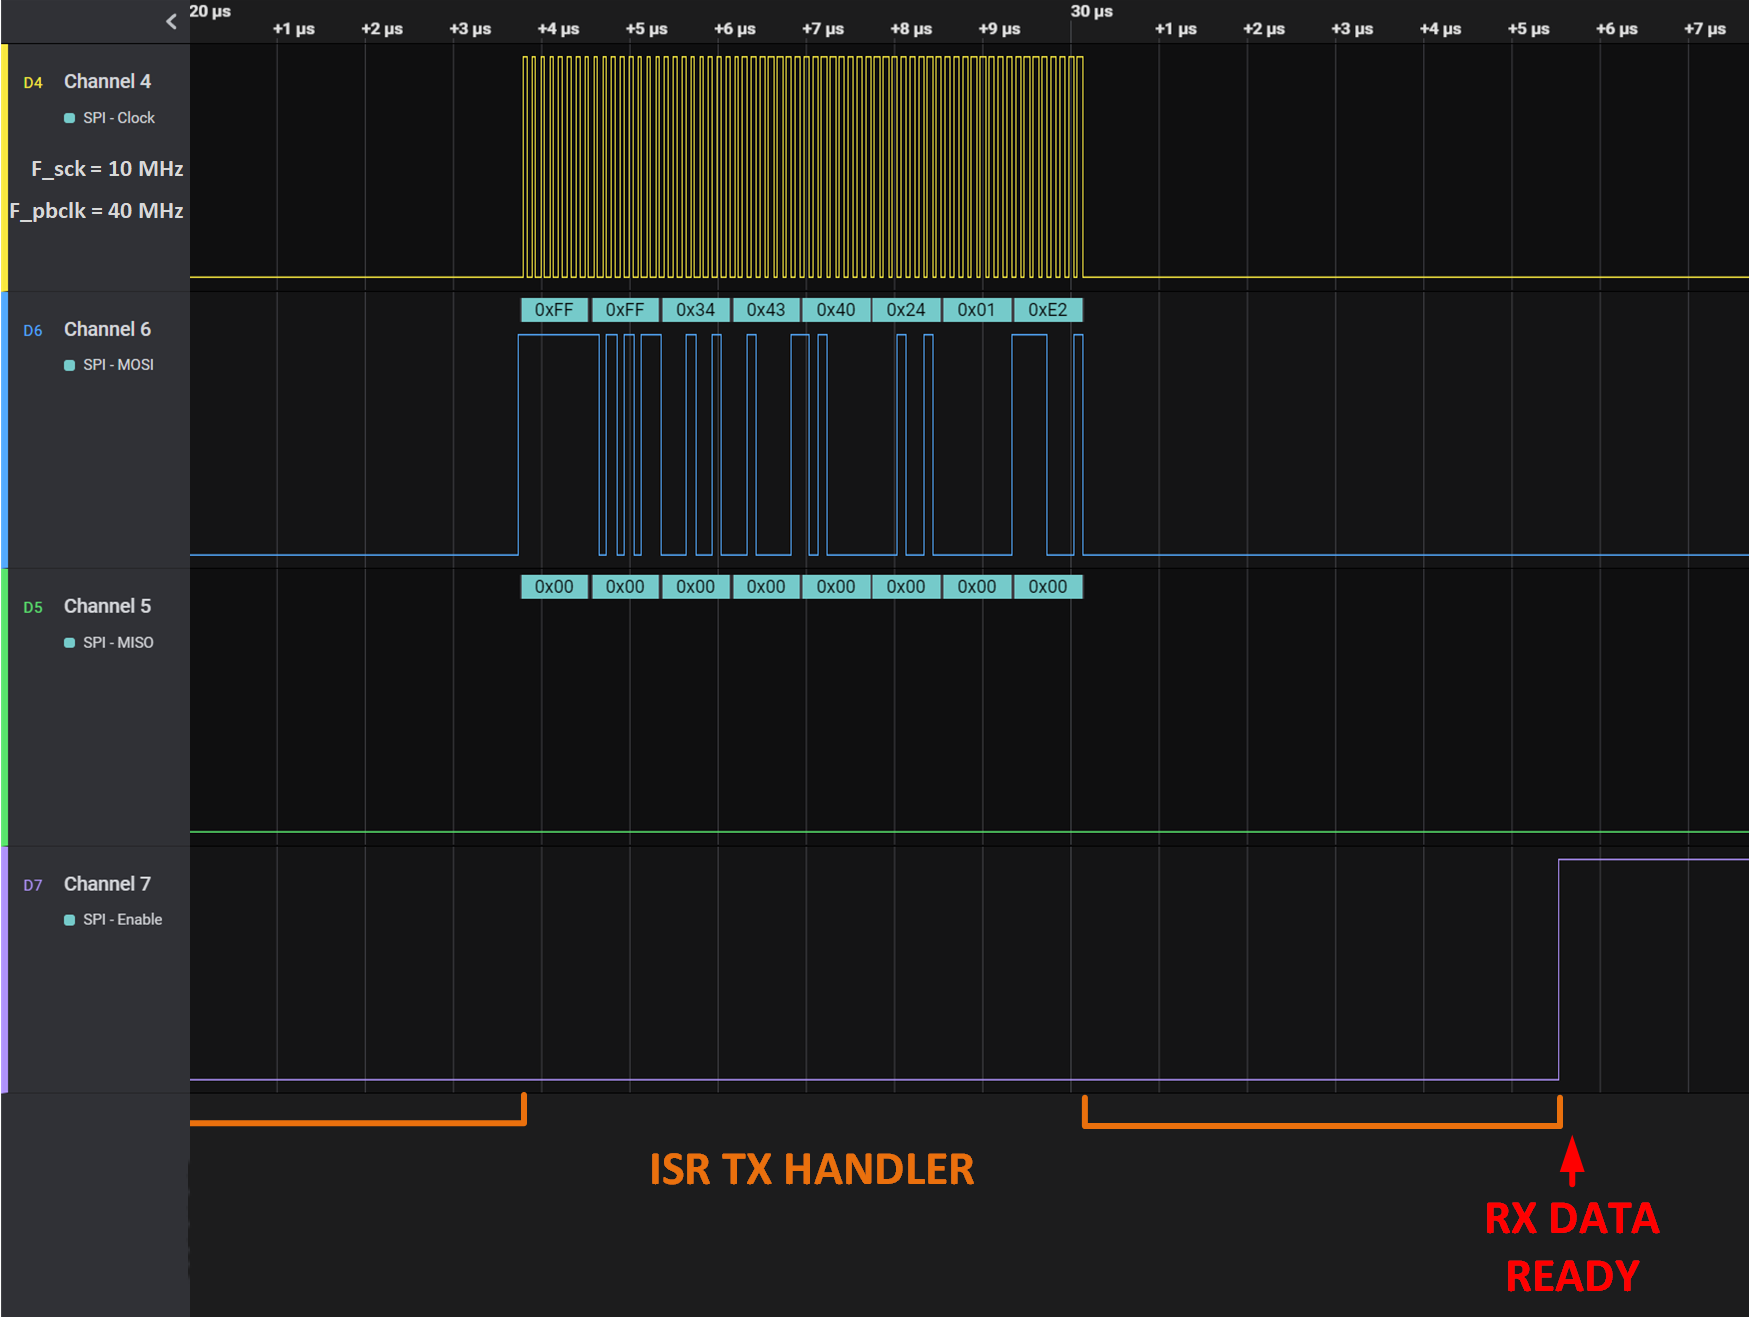 20 µs
30 µs
+1 µs +2 µs +3 µs +4 µs +5 µs +6 µs +7 µs +8 µs +9 µs +1 µs +2 µs +3 µs +4 µs +5 µs +6 µs +7 µs
D4 Channel 4
SPI - Clock
F_sck = 10 MHz
F_pbclk = 40 MHz
0xFF 0xFF 0x34 0x43 0x40 0x24 0x01 0xE2
D6 Channel 6
SPI - MOSI
0x00 0x00 0x00 0x00 0x00 0x00 0x00 0x00
D5 Channel 5
SPI - MISO
D7 Channel 7
SPI - Enable
ISR TX HANDLER
RX DATA
READY